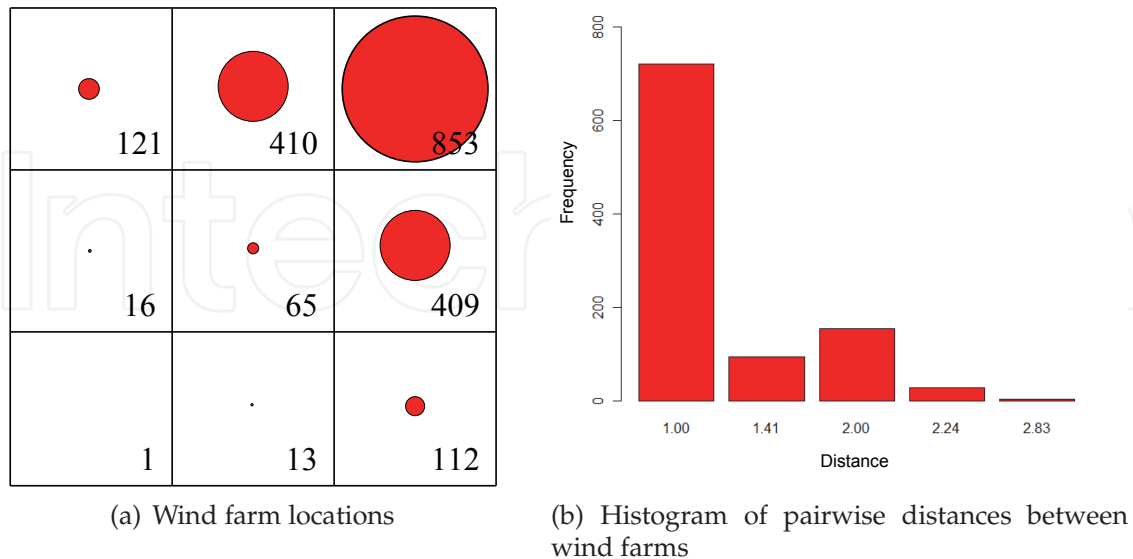 121 410 853
16 65 409
1 13 112
(a) Wind farm locations
Frequency
800
600
400
200
0
1.00 1.41 2.00 2.24 2.83
Distance
(b) Histogram of pairwise distances between
wind farms
Intech